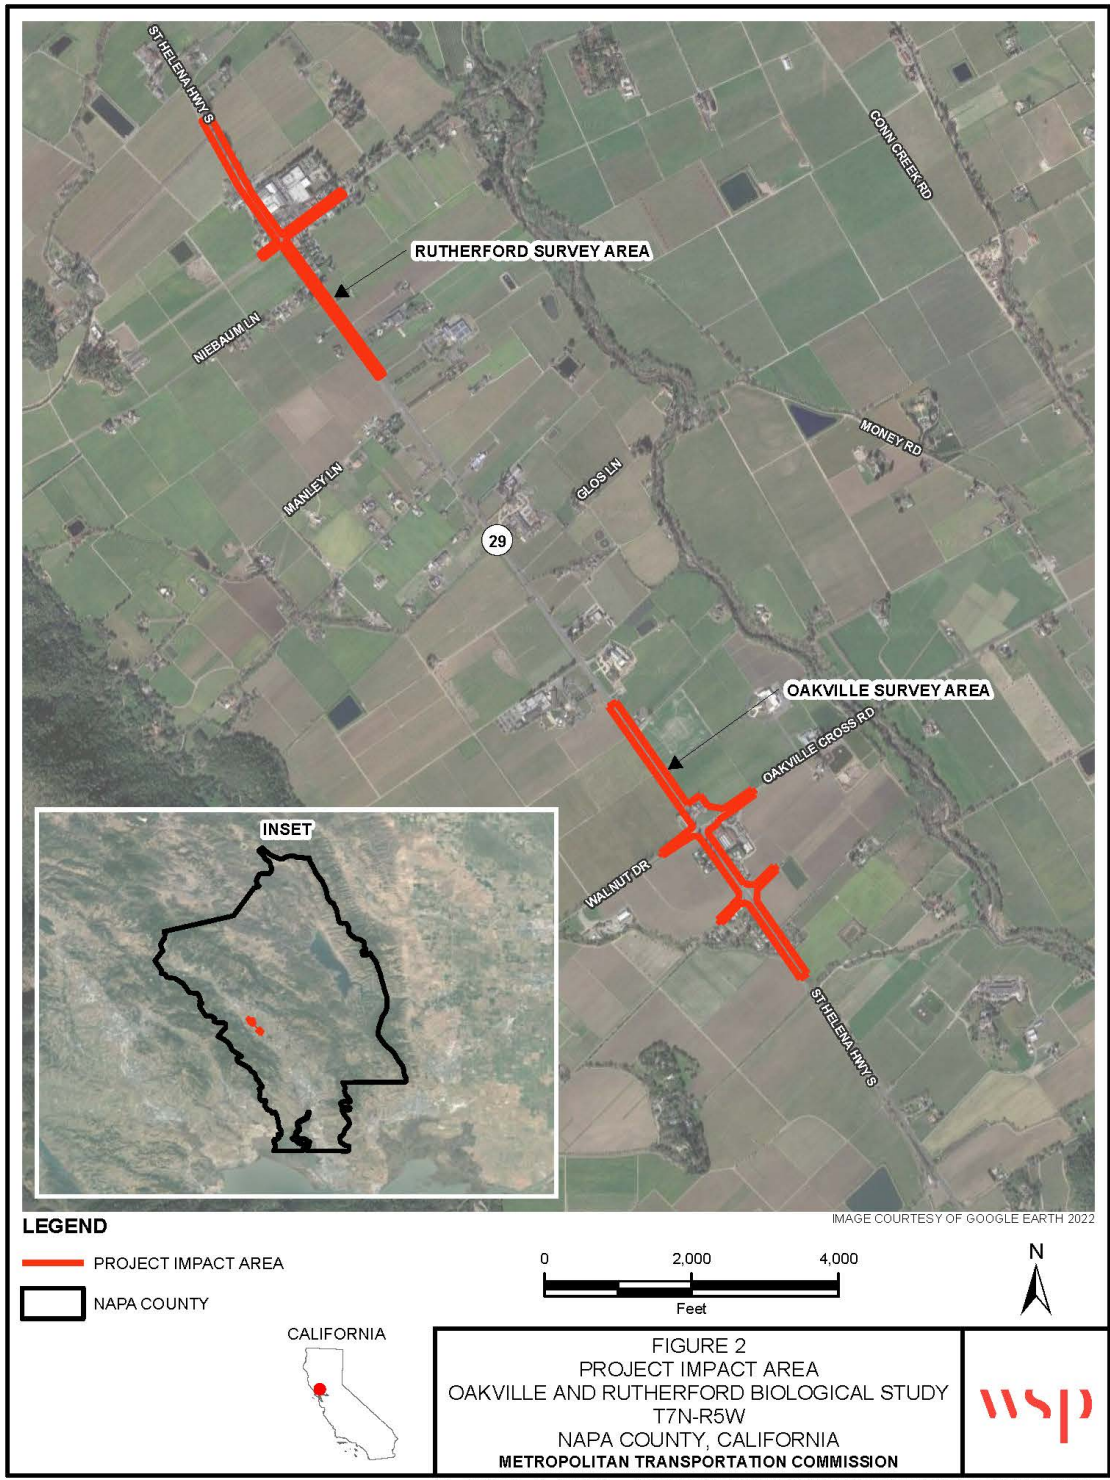 ST HELENA HWY S
CONN CREEK RD
RUTHERFORD SURVEY AREA
NIEBAUM LN
MONEY RD
MANLEY LN
GLOS LN
29
OAKVILLE SURVEY AREA
OAKVILLE CROSS RD
WALNUT DR
ST HELENA HWY S
INSET
IMAGE COURTESY OF GOOGLE EARTH 2022
LEGEND
PROJECT IMPACT AREA
NAPA COUNTY
0 2,000 4,000
Feet
N
CALIFORNIA
FIGURE 2
PROJECT IMPACT AREA
OAKVILLE AND RUTHERFORD BIOLOGICAL STUDY
T7N-R5W
NAPA COUNTY, CALIFORNIA
METROPOLITAN TRANSPORTATION COMMISSION
wsp